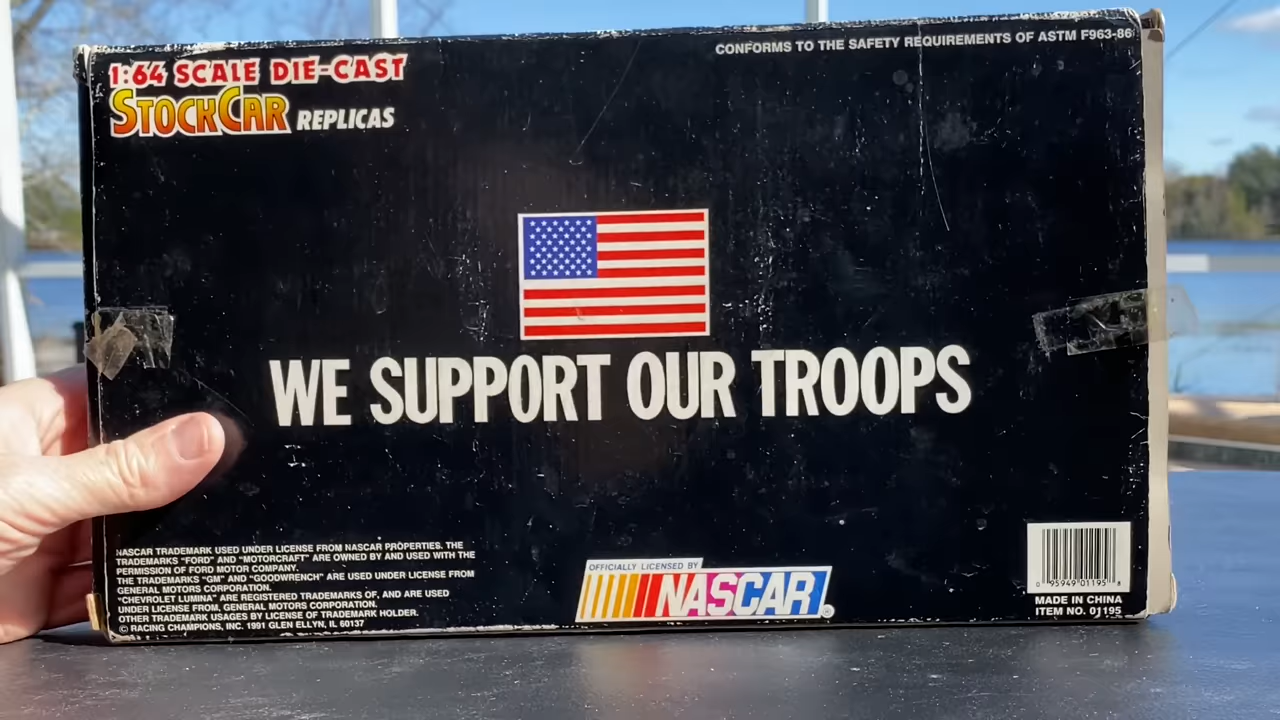 CONFORMS TO THE SAFETY REQUIREMENTS OF ASTM F963-86
1:64 SCALE DIE-CAST
STOCKCAR REPLICAS
WE SUPPORT OUR TROOPS
NASCAR TRADEMARK USED UNDER LICENSE FROM NASCAR PROPERTIES. THE
TRADEMARKS "FORD" AND "MOTORCRAFT" ARE OWNED BY AND USED WITH THE
PERMISSION OF FORD MOTOR COMPANY.
THE TRADEMARKS "GM" AND "GOODWRENCH" ARE USED UNDER LICENSE FROM
GENERAL MOTORS CORPORATION.
"CHEVROLET LUMINA" ARE REGISTERED TRADEMARKS OF, AND ARE USED
UNDER LICENSE FROM, GENERAL MOTORS CORPORATION.
OTHER TRADEMARK USAGES BY LICENSE OF TRADEMARK HOLDER.
© RACING CHAMPIONS, INC. 1991 GLEN ELLYN, IL 60137
OFFICIALLY LICENSED BY
NASCAR®
0 95949 01195 8
MADE IN CHINA
ITEM NO. 01195